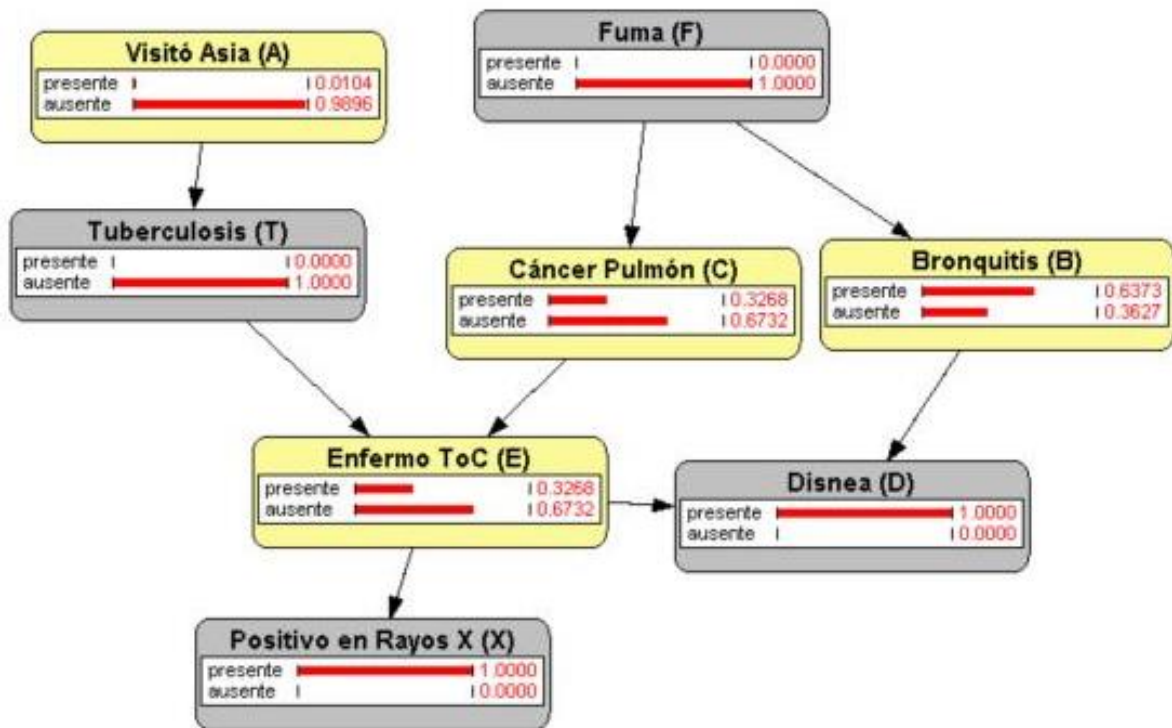 Visitó Asia (A)
presente 0.0104
ausente 0.9896
Fuma (F)
presente 0.0000
ausente 1.0000
Tuberculosis (T)
presente 0.0000
ausente 1.0000
Cáncer Pulmón (C)
presente 0.3268
ausente 0.6732
Bronquitis (B)
presente 0.6373
ausente 0.3627
Enfermo ToC (E)
presente 0.3268
ausente 0.6732
Disnea (D)
presente 1.0000
ausente 0.0000
Positivo en Rayos X (X)
presente 1.0000
ausente 0.0000